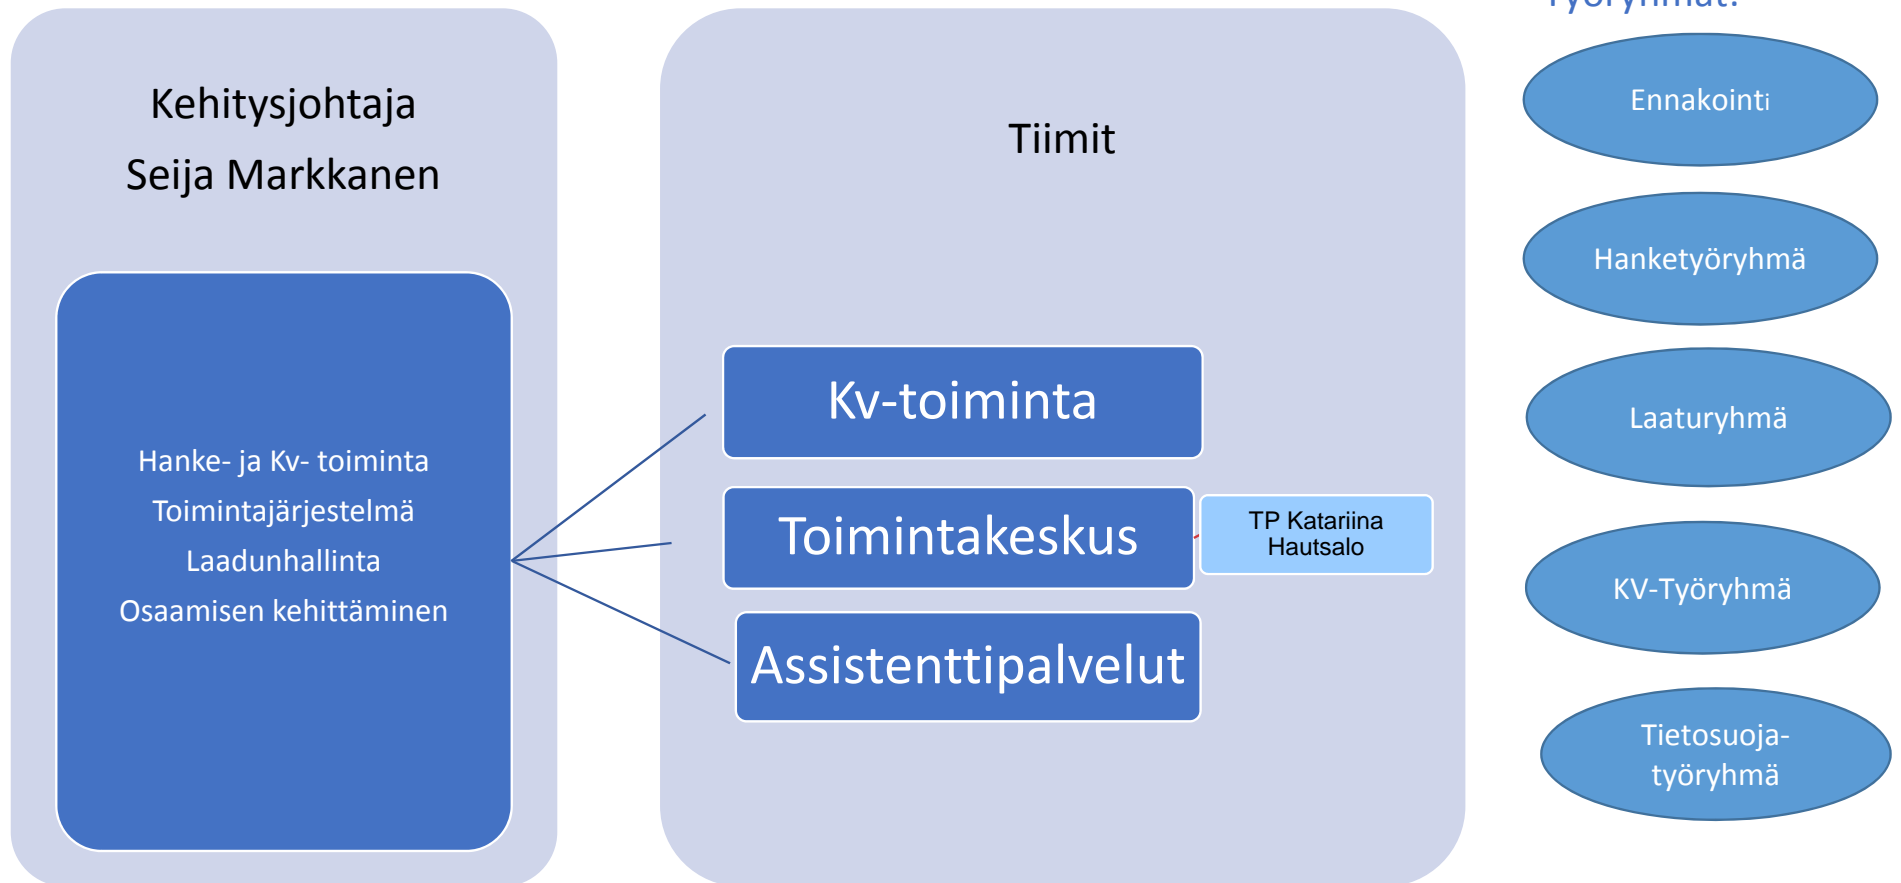 Kehitysjohtaja
Seija Markkanen
Hanke- ja Kv- toiminta
Toimintajärjestelmä
Laadunhallinta
Osaamisen kehittäminen
Tiimit
Kv-toiminta
Toimintakeskus
TP Katariina
Hautsalo
Assistenttipalvelut
Työryhmät:
Ennakointi
Hanketyöryhmä
Laaturyhmä
KV-Työryhmä
Tietosuoja-
työryhmä